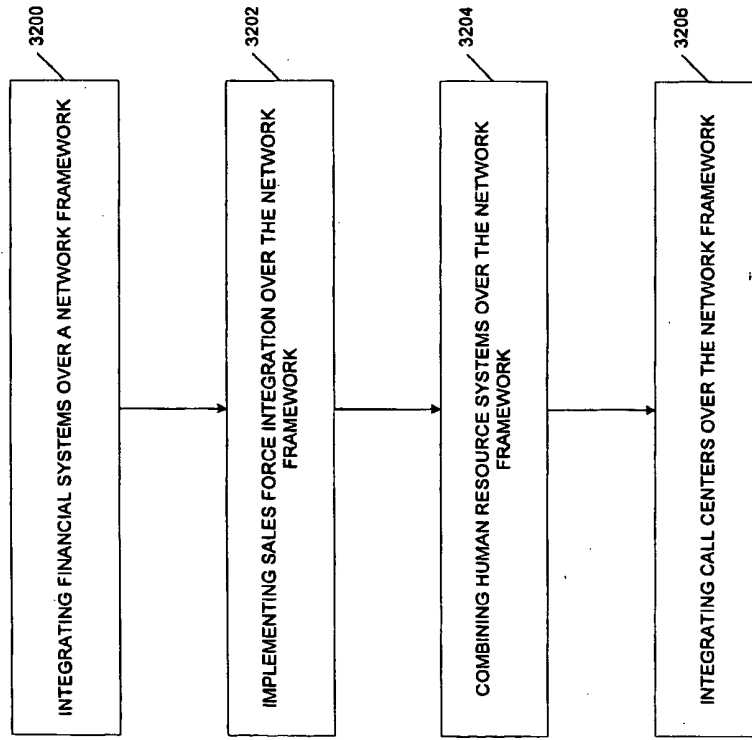 3200
INTEGRATING FINANCIAL SYSTEMS OVER A NETWORK FRAMEWORK
3202
IMPLEMENTING SALES FORCE INTEGRATION OVER THE NETWORK
FRAMEWORK
3204
COMBINING HUMAN RESOURCE SYSTEMS OVER THE NETWORK
FRAMEWORK
3206
INTEGRATING CALL CENTERS OVER THE NETWORK FRAMEWORK